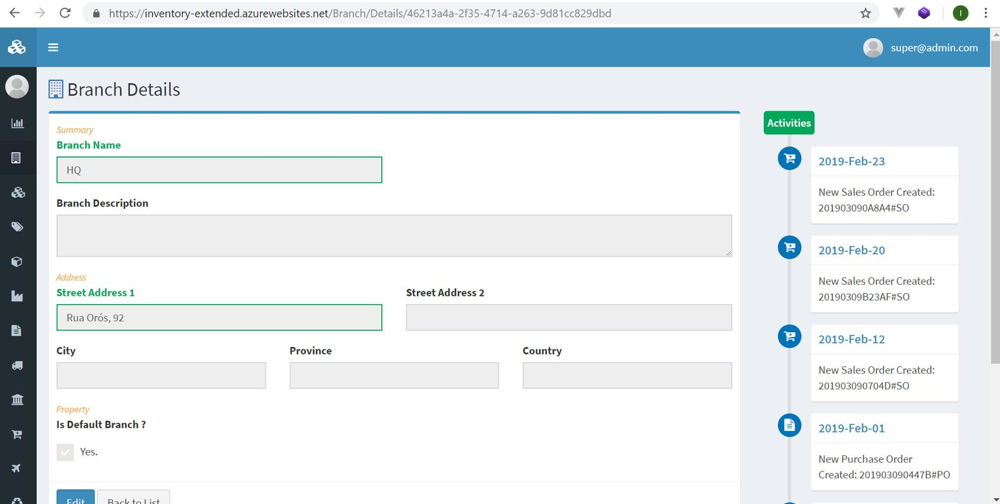 https://inventory-extended.azurewebsites.net/Branch/Details/46213a4a-2f35-4714-a263-9d81cc829dbd
I
super@admin.com
Branch Details
Summary
Branch Name
HQ
Branch Description
Address
Street Address 1
Street Address 2
Rua Orós, 92
City
Province
Country
Property
Is Default Branch ?
Yes.
Edit
Back to List
Activities
2019-Feb-23
New Sales Order Created:
201903090A8A4#SO
2019-Feb-20
New Sales Order Created:
20190309B23AF#SO
2019-Feb-12
New Sales Order Created:
201903090704D#SO
2019-Feb-01
New Purchase Order
Created: 201903090447B#PO